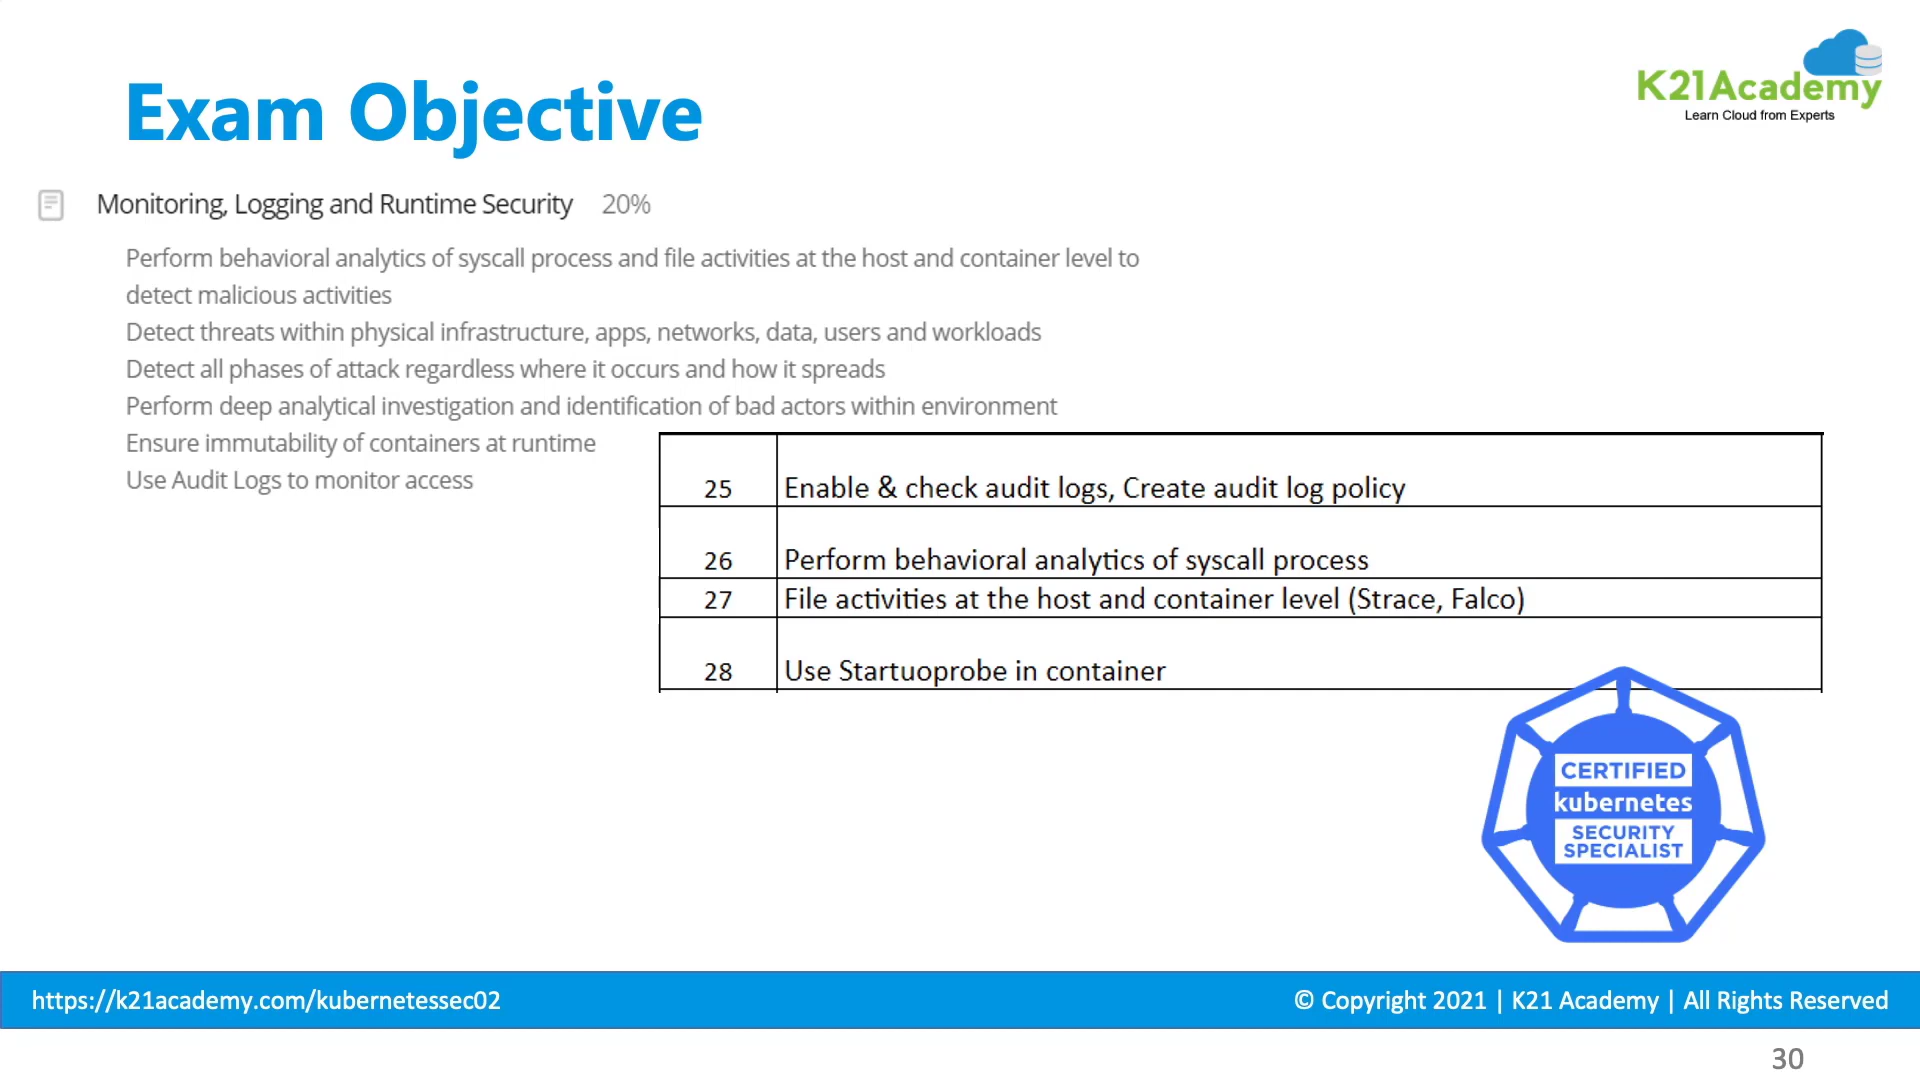 Exam Objective
K21Academy
Learn Cloud from Experts
Monitoring, Logging and Runtime Security 20%
Perform behavioral analytics of syscall process and file activities at the host and container level to
detect malicious activities
Detect threats within physical infrastructure, apps, networks, data, users and workloads
Detect all phases of attack regardless where it occurs and how it spreads
Perform deep analytical investigation and identification of bad actors within environment
Ensure immutability of containers at runtime
Use Audit Logs to monitor access
25 Enable & check audit logs, Create audit log policy
26 Perform behavioral analytics of syscall process
27 File activities at the host and container level (Strace, Falco)
28 Use Startuoprobe in container
CERTIFIED
kubernetes
SECURITY
SPECIALIST
https://k21academy.com/kubernetessec02
© Copyright 2021 | K21 Academy | All Rights Reserved
30